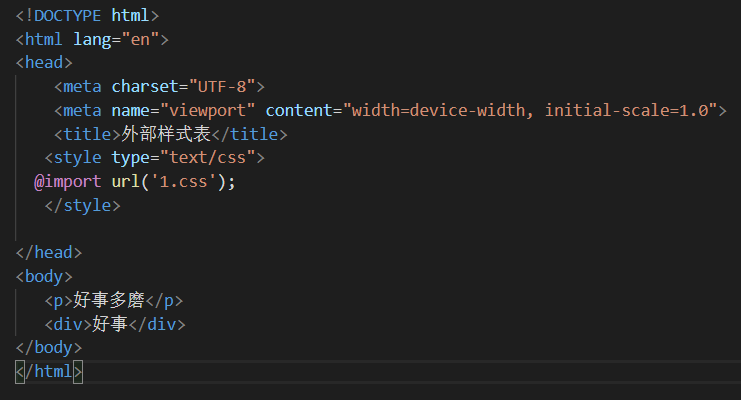 <!DOCTYPE html>
<html lang="en">
<head>
    <meta charset="UTF-8">
    <meta name="viewport" content="width=device-width, initial-scale=1.0">
    <title>外部样式表</title>
   <style type="text/css">
  @import url('1.css');
   </style>

</head>
<body>
   <p>好事多磨</p>
   <div>好事</div>
</body>
</html>